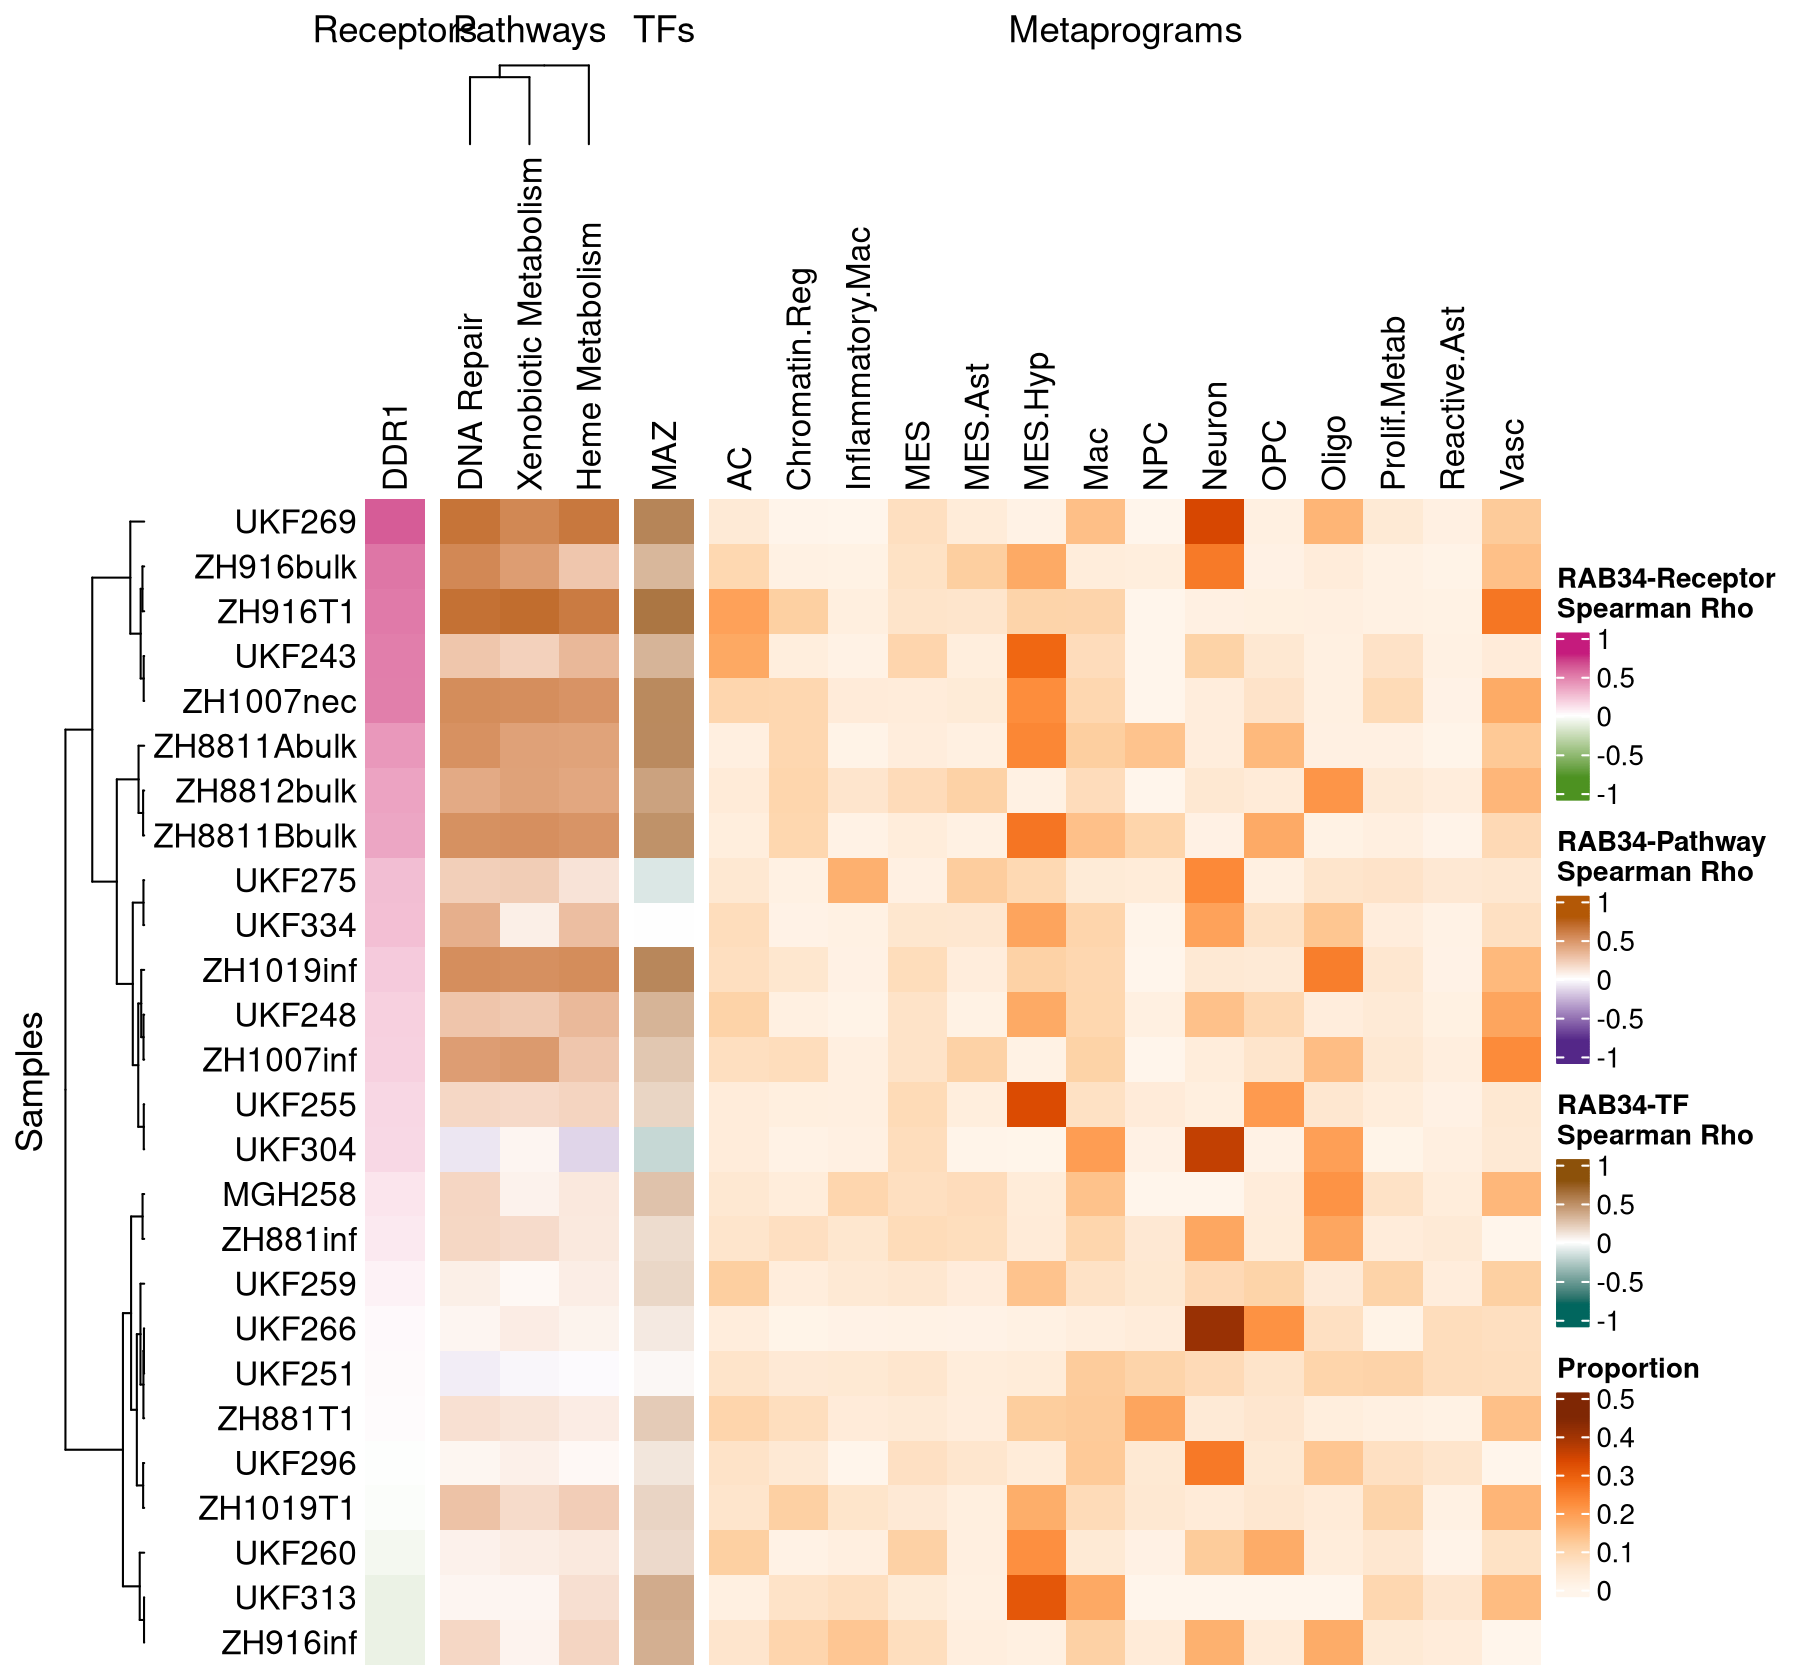 Receptors Pathways TFs Metaprograms
DDR1 DNA Repair Xenobiotic Metabolism Heme Metabolism MAZ AC Chromatin.Reg Inflammatory.Mac MES MES.Ast MES.Hyp Mac NPC Neuron OPC Oligo Prolif.Metab Reactive.Ast Vasc
Samples
UKF269
ZH916bulk
ZH916T1
UKF243
ZH1007nec
ZH8811Abulk
ZH8812bulk
ZH8811Bbulk
UKF275
UKF334
ZH1019inf
UKF248
ZH1007inf
UKF255
UKF304
MGH258
ZH881inf
UKF259
UKF266
UKF251
ZH881T1
UKF296
ZH1019T1
UKF260
UKF313
ZH916inf
RAB34-Receptor
Spearman Rho
1
0.5
0
-0.5
-1
RAB34-Pathway
Spearman Rho
1
0.5
0
-0.5
-1
RAB34-TF
Spearman Rho
1
0.5
0
-0.5
-1
Proportion
0.5
0.4
0.3
0.2
0.1
0